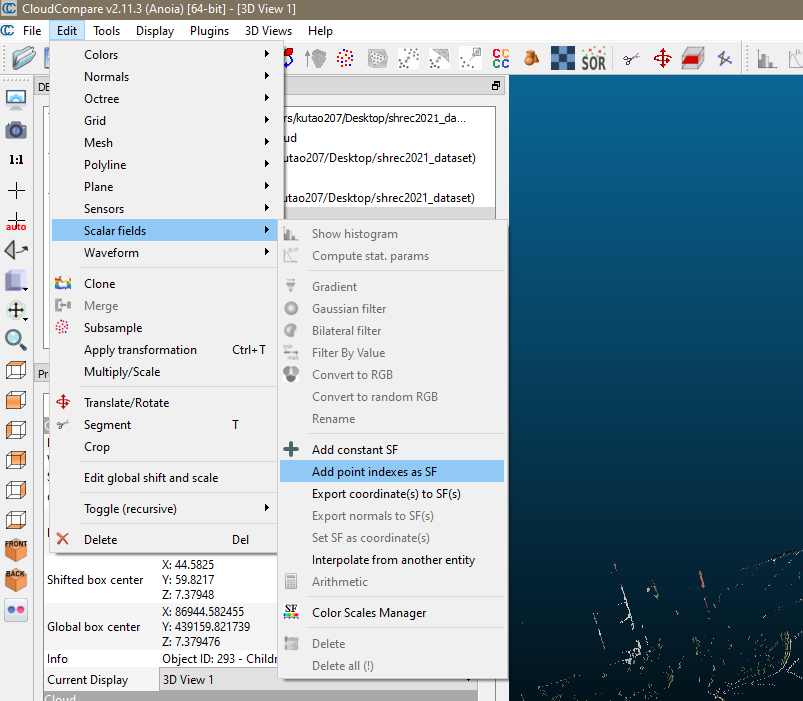 CloudCompare v2.11.3 (Anoia) [64-bit] - [3D View 1]
File Edit Tools Display Plugins 3D Views Help
CC
SOR
1:1
auto
FRONT
BACK
Colors
Normals
Octree
Grid
Mesh
Polyline
Plane
Sensors
Scalar fields
Waveform
Clone
Merge
Subsample
Apply transformation Ctrl+T
Multiply/Scale
Translate/Rotate
Segment T
Crop
Edit global shift and scale
Toggle (recursive)
Delete Del
rs/kutao207/Desktop/shrec2021_da...
ud
utao207/Desktop/shrec2021_dataset)
utao207/Desktop/shrec2021_dataset)
Show histogram
Compute stat. params
Gradient
Gaussian filter
Bilateral filter
Filter By Value
Convert to RGB
Convert to random RGB
Rename
Add constant SF
Add point indexes as SF
Export coordinate(s) to SF(s)
Export normals to SF(s)
Set SF as coordinate(s)
Interpolate from another entity
Arithmetic
SF Color Scales Manager
Delete
Delete all (!)
Shifted box center
X: 44.5825
Y: 59.8217
Z: 7.37948
Global box center
X: 86944.582455
Y: 439159.821739
Z: 7.379476
Info Object ID: 293 - Childr
Current Display 3D View 1
Cloud